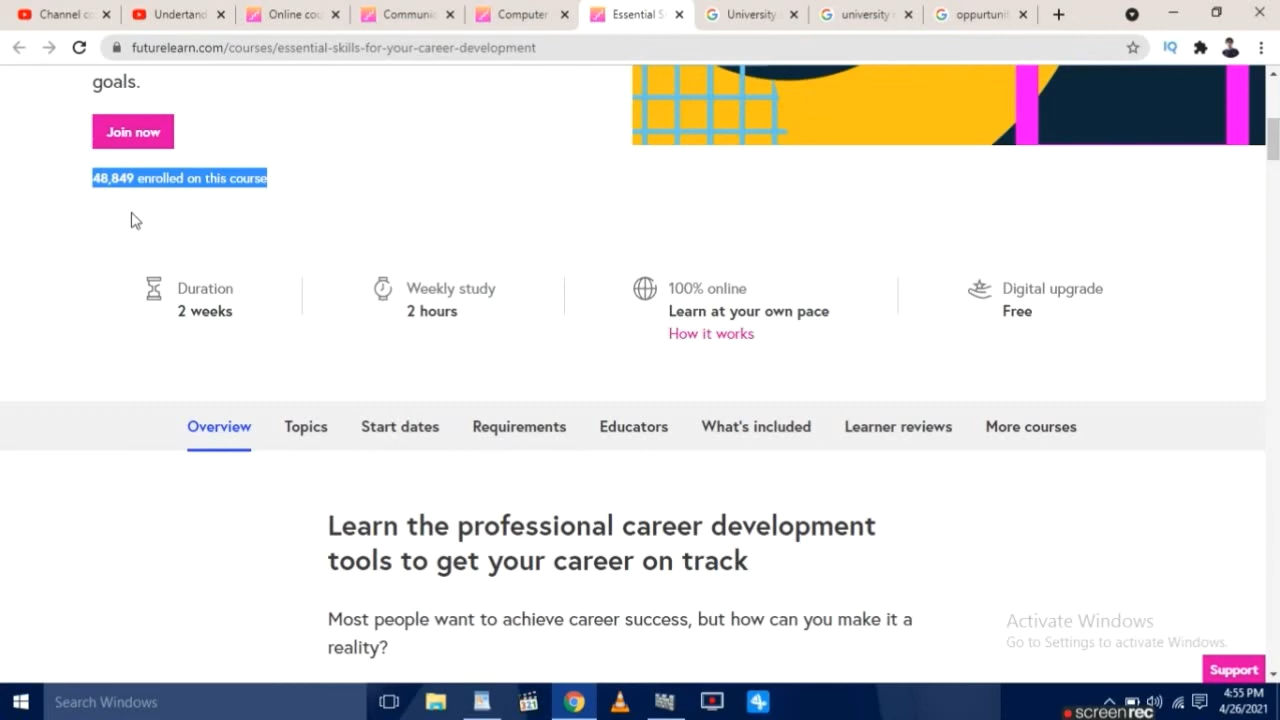 Channel co
Undertand
Online cou
Communic
Computer
Essential S
University
university
oppurtunit
futurelearn.com/courses/essential-skills-for-your-career-development
IQ
goals.
Join now
48,849 enrolled on this course
Duration
2 weeks
Weekly study
2 hours
100% online
Learn at your own pace
How it works
Digital upgrade
Free
Overview Topics Start dates Requirements Educators What's included Learner reviews More courses
Learn the professional career development
tools to get your career on track
Most people want to achieve career success, but how can you make it a
reality?
Activate Windows
Go to Settings to activate Windows.
Support
Search Windows
4:55 PM
4/26/2021
screenrec